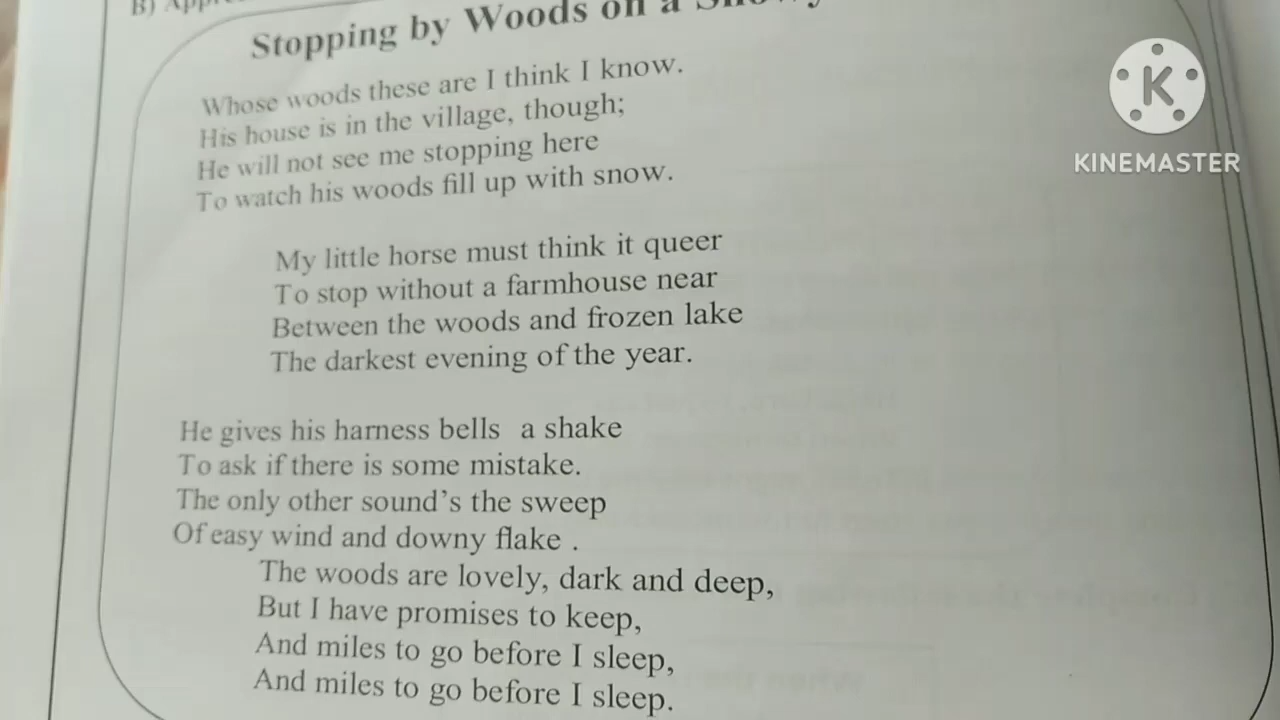 B) Appr
Stopping by Woods on a Snowy
Whose woods these are I think I know.
His house is in the village, though;
He will not see me stopping here
To watch his woods fill up with snow.
My little horse must think it queer
To stop without a farmhouse near
Between the woods and frozen lake
The darkest evening of the year.
He gives his harness bells a shake
To ask if there is some mistake.
The only other sound's the sweep
Of easy wind and downy flake .
The woods are lovely, dark and deep,
But I have promises to keep,
And miles to go before I sleep,
And miles to go before I sleep.
K
KINEMASTER